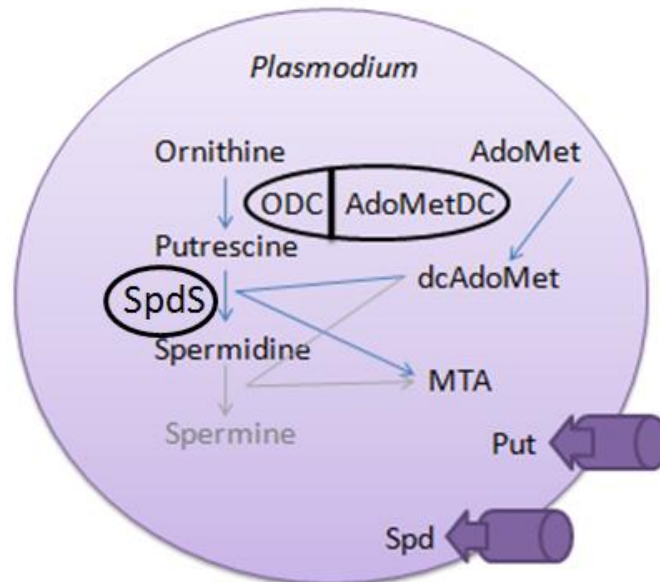 Plasmodium
Ornithine AdoMet
ODC AdoMetDC
Putrescine
dcAdoMet
SpdS
Spermidine
MTA
Spermine
Put
Spd